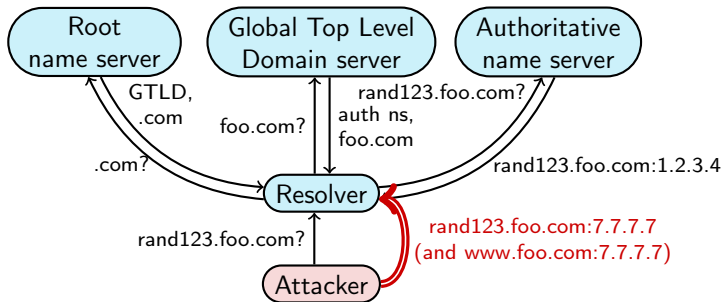 Root
name server
Global Top Level
Domain server
Authoritative
name server
GTLD,
.com
.com?
foo.com?
auth ns,
foo.com
rand123.foo.com?
rand123.foo.com:1.2.3.4
Resolver
rand123.foo.com?
rand123.foo.com:7.7.7.7
(and www.foo.com:7.7.7.7)
Attacker